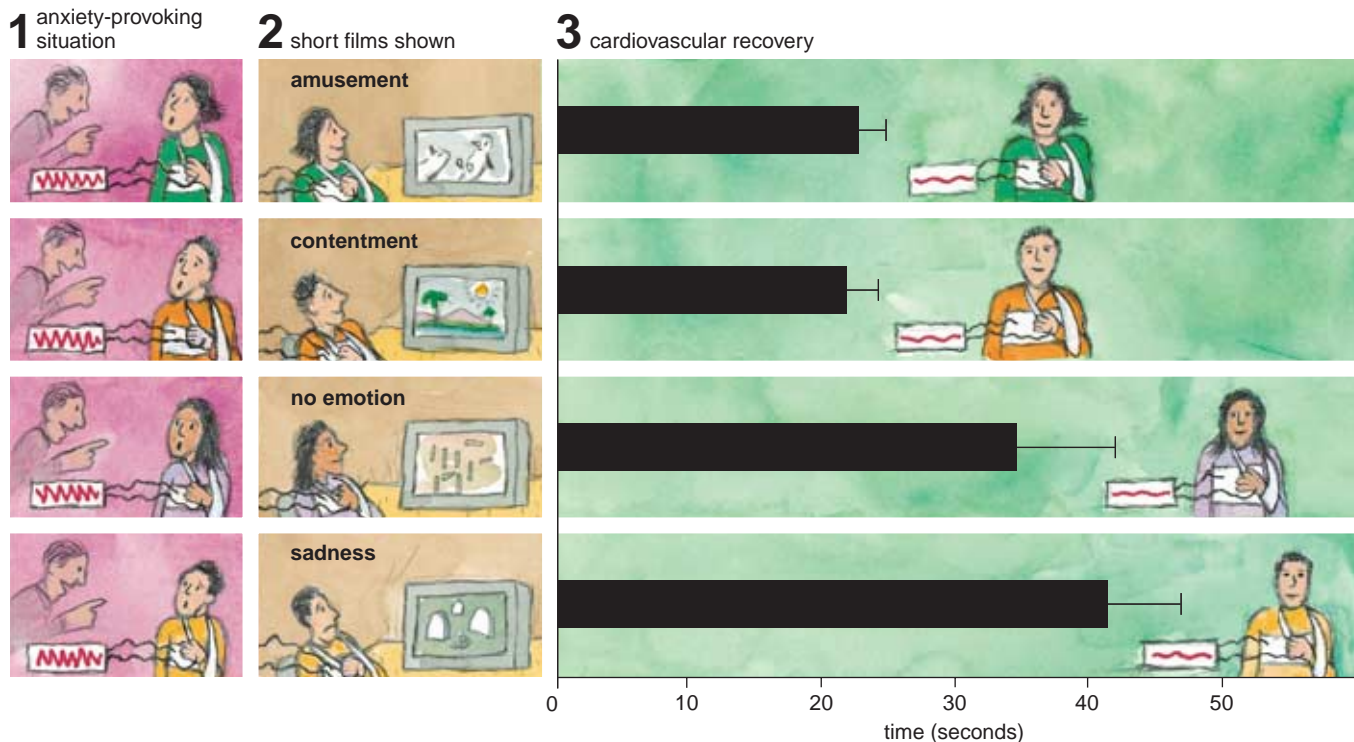 1 anxiety-provoking
situation
2 short films shown
3 cardiovascular recovery
amusement
contentment
no emotion
sadness
0 10 20 30 40 50
time (seconds)